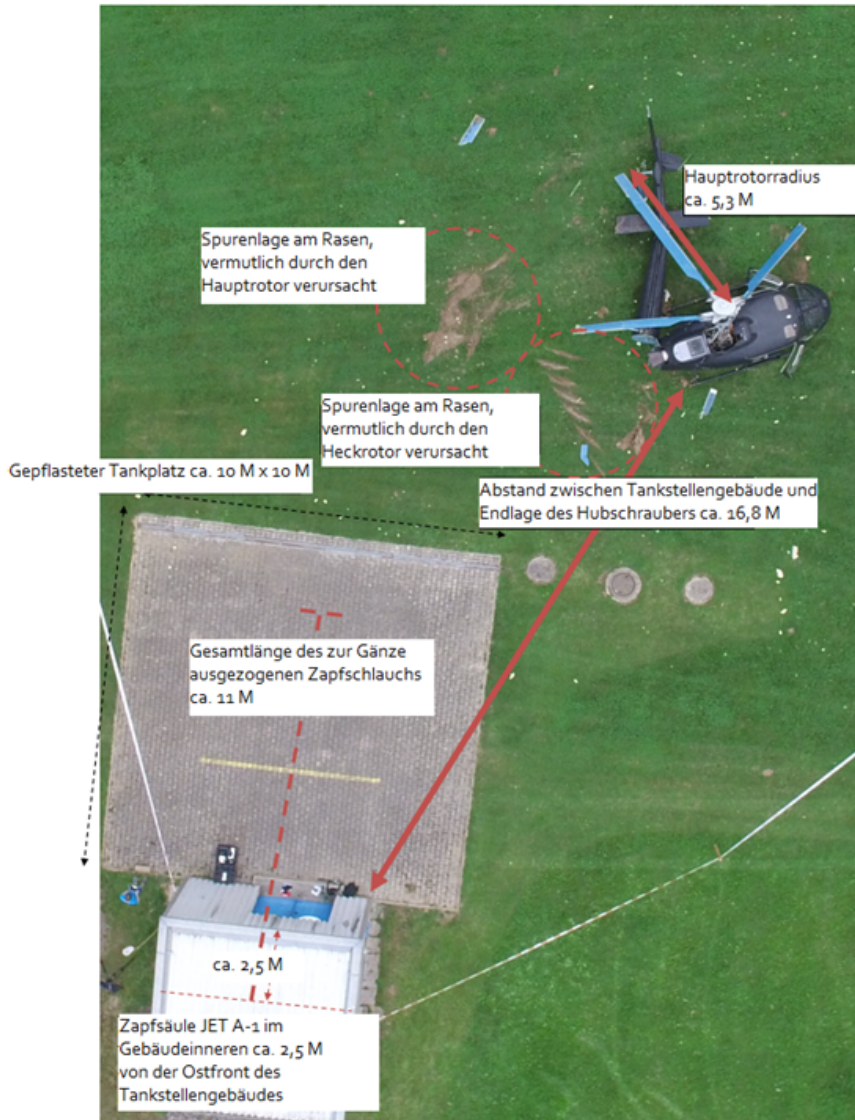 Hauptrotorradius
ca. 5,3 M
Spurenlage am Rasen,
vermutlich durch den
Hauptrotor verursacht
Spurenlage am Rasen,
vermutlich durch den
Heckrotor verursacht
Gepflasteter Tankplatz ca. 10 M x 10 M
Abstand zwischen Tankstellengebäude und
Endlage des Hubschraubers ca. 16,8 M
Gesamtlänge des zur Gänze
ausgezogenen Zapfschlauchs
ca. 11 M
ca. 2,5 M
Zapfsäule JET A-1 im
Gebäudeinneren ca. 2,5 M
von der Ostfront des
Tankstellengebäudes